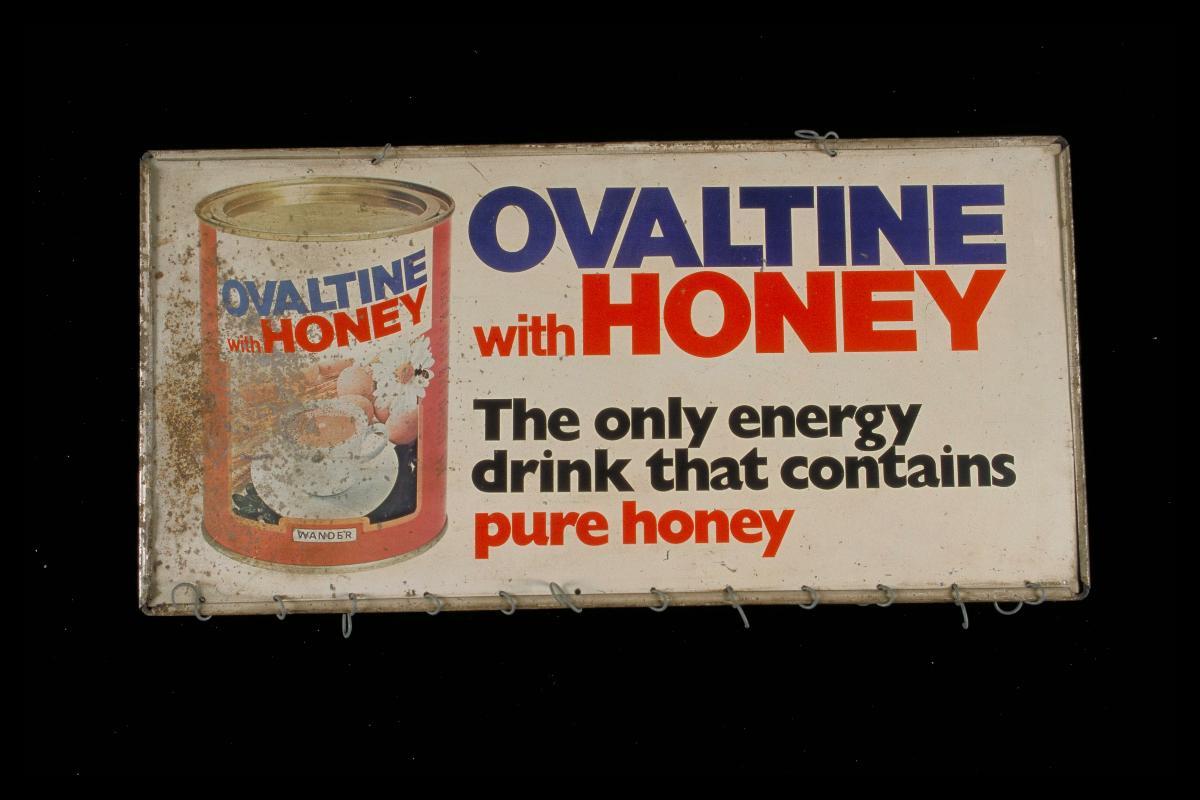 OVALTINE
with HONEY
WANDER
OVALTINE
with HONEY
The only energy
drink that contains
pure honey